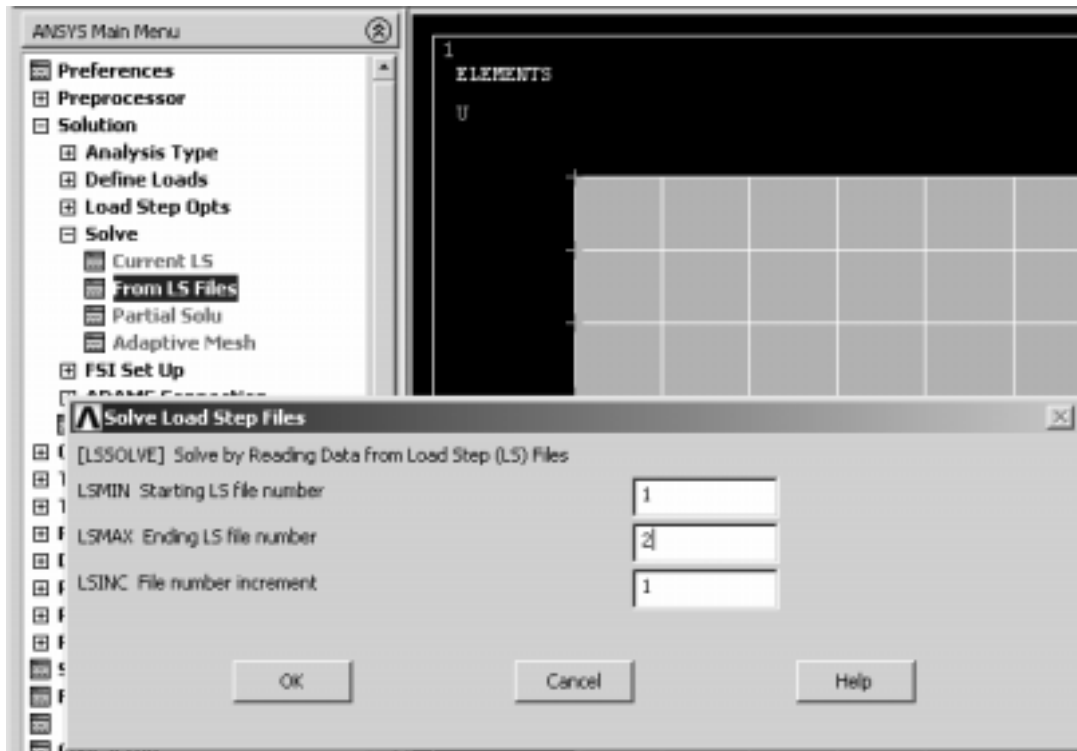 ANSYS Main Menu
Preferences
Preprocessor
Solution
Analysis Type
Define Loads
Load Step Opts
Solve
Current LS
From LS Files
Partial Solu
Adaptive Mesh
FSI Set Up
1
ELEMENTS
U
Solve Load Step Files
[LSSOLVE] Solve by Reading Data from Load Step (LS) Files
LSMIN Starting LS file number 1
LSMAX Ending LS file number 2
LSINC File number increment 1
OK Cancel Help